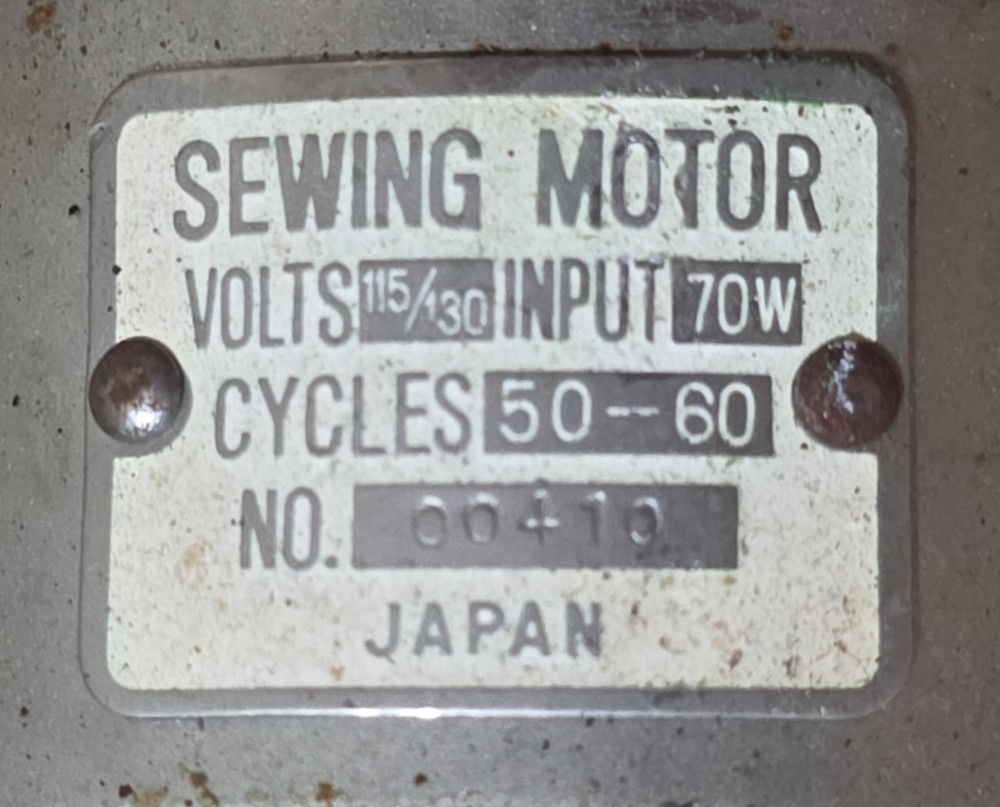 SEWING MOTOR
VOLTS 115/130 INPUT 70W
CYCLES 50-60
NO. 00410
JAPAN